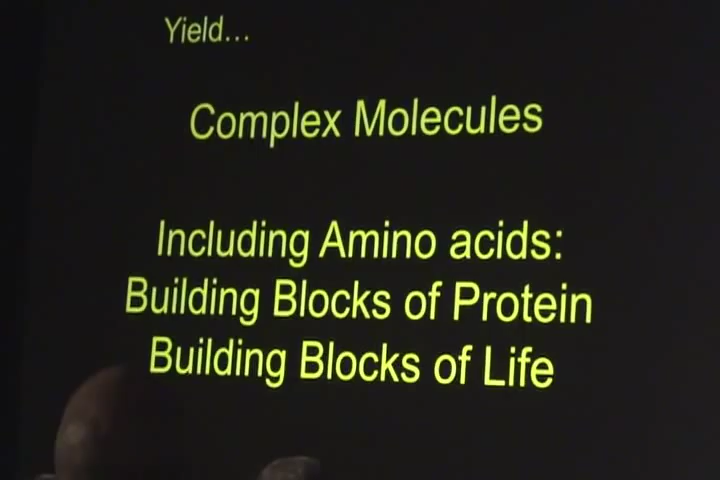 Yield...
Complex Molecules
Including Amino acids:
Building Blocks of Protein
Building Blocks of Life